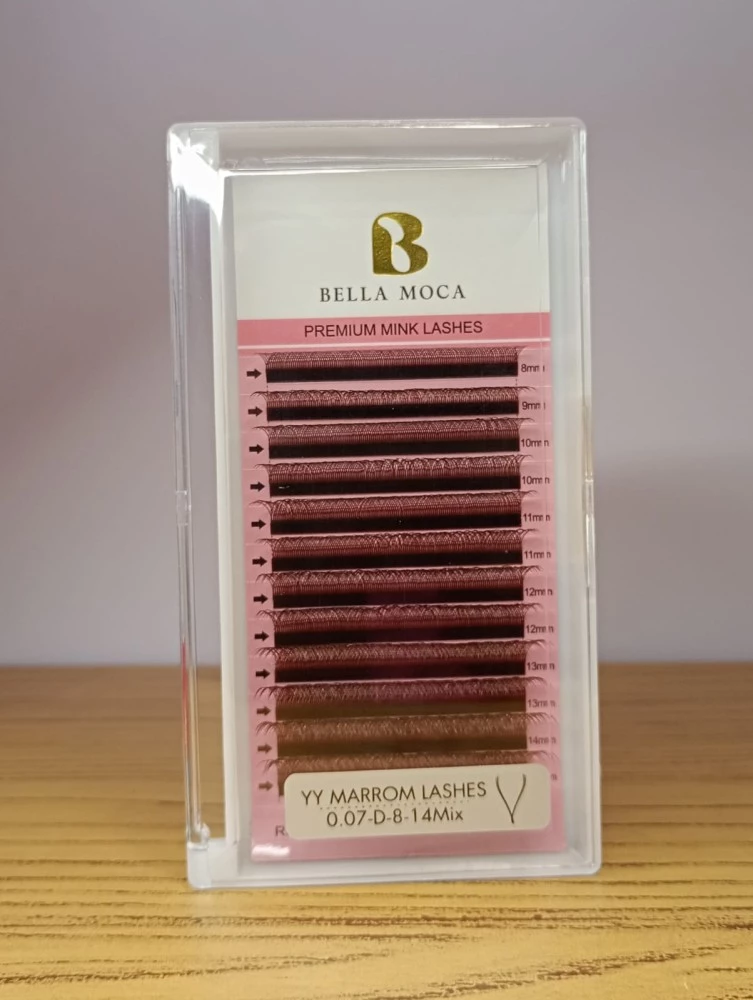 B
BELLA MOCA
PREMIUM MINK LASHES
8mm
9mm
10mm
10mm
11mm
11mm
12mm
12mm
13mm
13mm
14mm
YY MARROM LASHES
0.07-D-8-14Mix